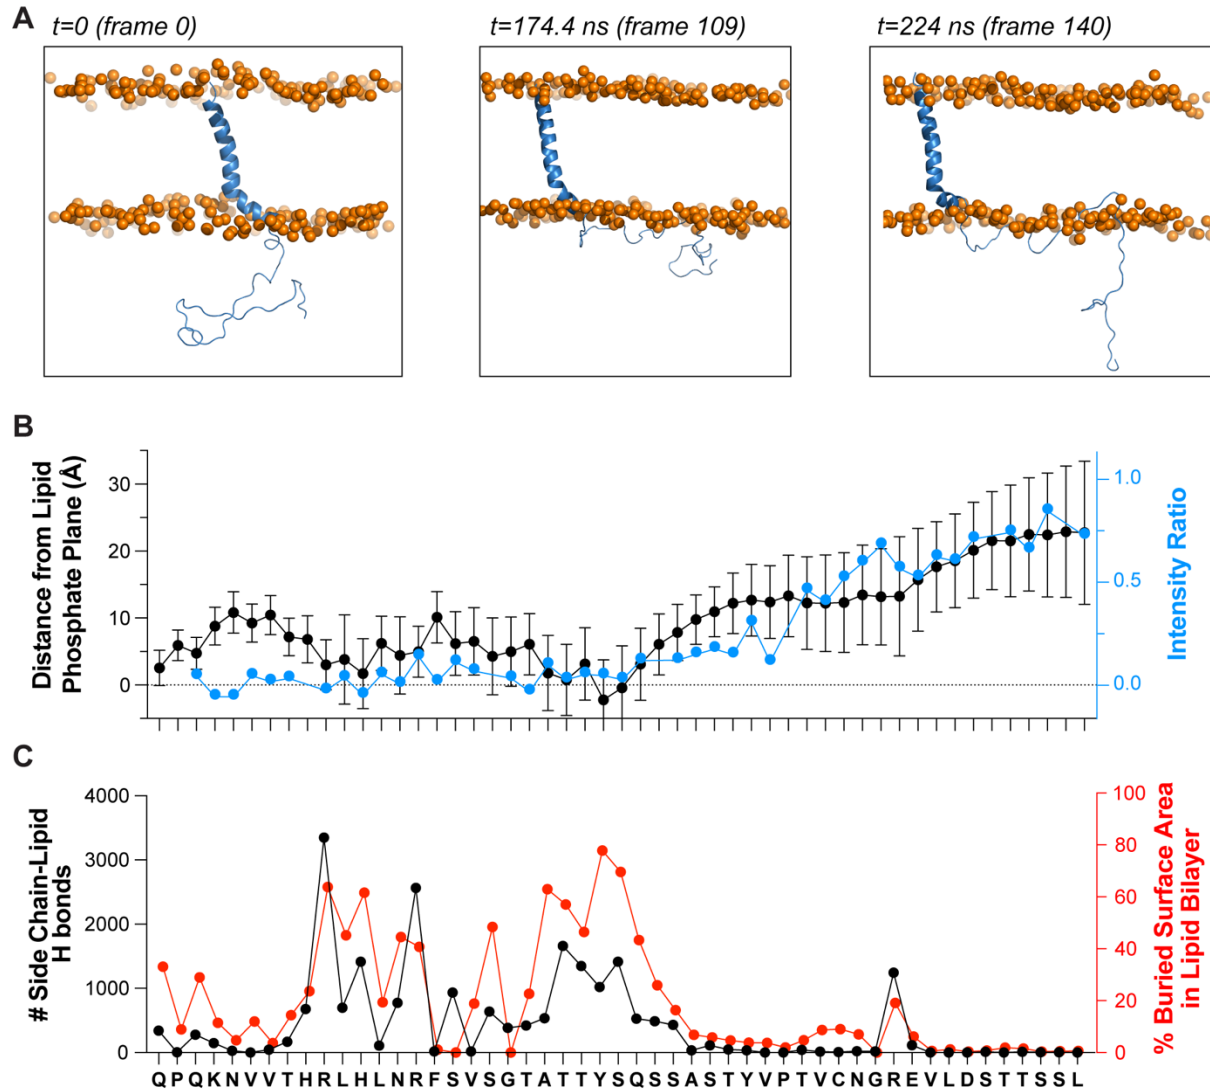 A
t=0 (frame 0)
t=174.4 ns (frame 109)
t=224 ns (frame 140)
B
Distance from Lipid
Phosphate Plane (Å)
30
20
10
0
1.0
0.5
0.0
Intensity Ratio
C
# Side Chain-Lipid
H bonds
4000
3000
2000
1000
0
100
80
60
40
20
0
% Buried Surface Area
in Lipid Bilayer
Q P Q K N V V T H R L H L N R F S V S G T A T T Y S Q S S A S T Y V P T V C N G R E V L D S T T S S L